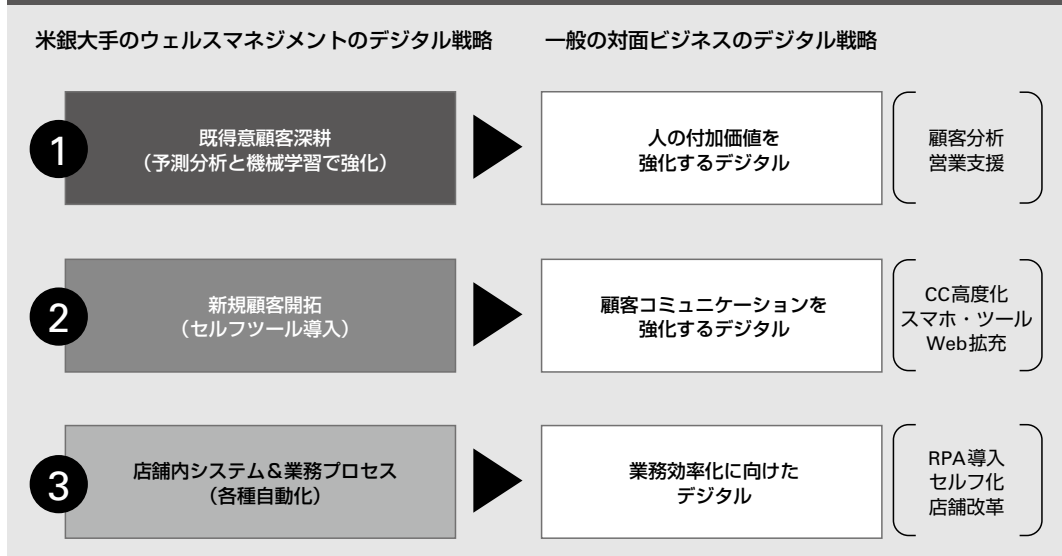 米銀大手のウェルスマネジメントのデジタル戦略
一般の対面ビジネスのデジタル戦略
1
既得意顧客深耕
（予測分析と機械学習で強化）
人の付加価値を
強化するデジタル
顧客分析
営業支援
2
新規顧客開拓
（セルフツール導入）
顧客コミュニケーションを
強化するデジタル
CC高度化
スマホ・ツール
Web拡充
3
店舗内システム＆業務プロセス
（各種自動化）
業務効率化に向けた
デジタル
RPA導入
セルフ化
店舗改革